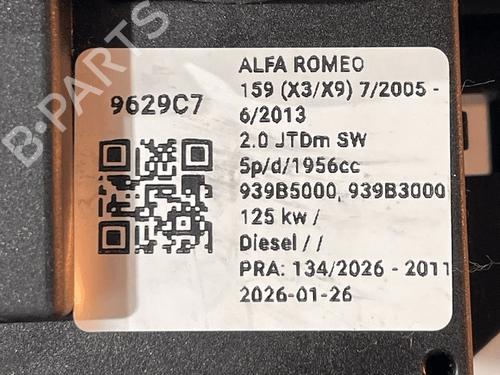 9629C7
ALFA ROMEO
159 (X3/X9) 7/2005 -
6/2013
2.0 JTDm SW
5p/d/1956cc
939B5000, 939B3000
125 kw /
Diesel / /
PRA: 134/2026 - 2011
2026-01-26
B-PARTS